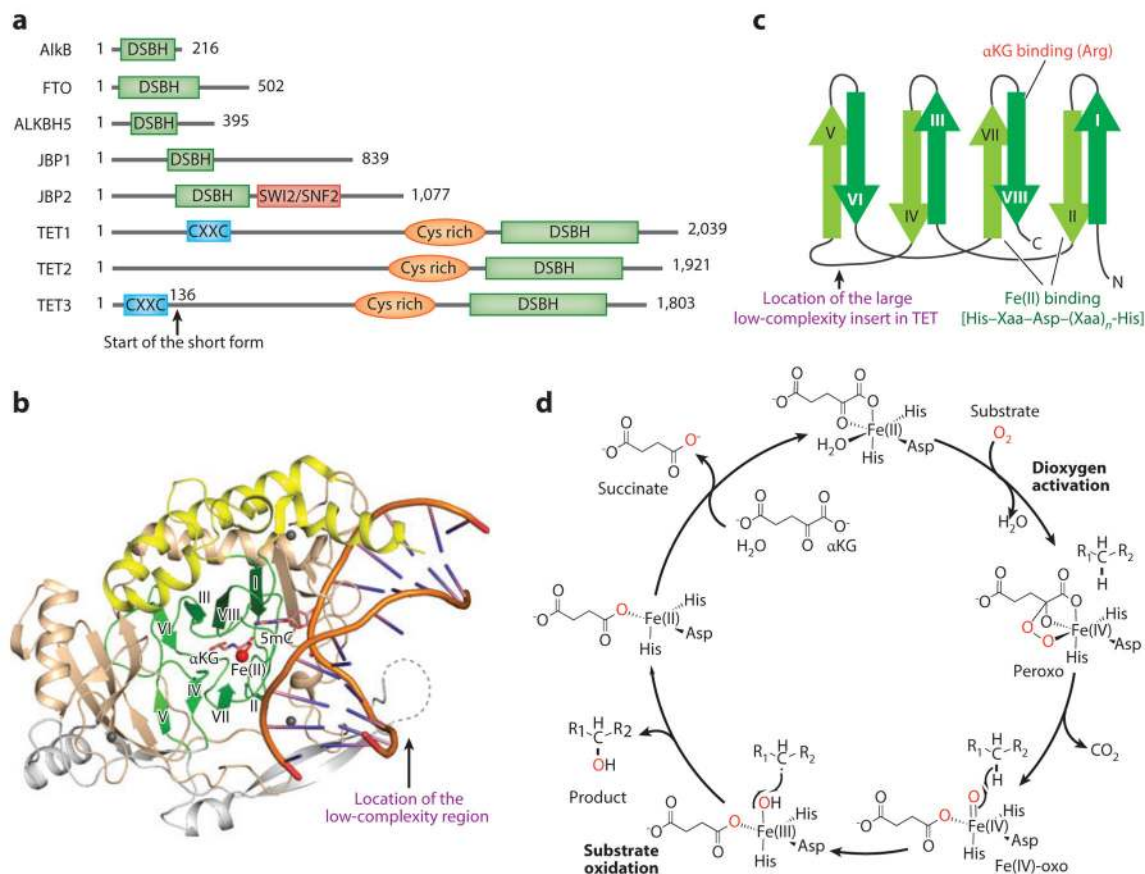 a
AlkB 1 DSBH 216
FTO 1 DSBH 502
ALKBH5 1 DSBH 395
JBP1 1 DSBH 839
JBP2 1 DSBH SWI2/SNF2 1,077
TET1 1 CXXC Cys rich DSBH 2,039
TET2 1 Cys rich DSBH 1,921
TET3 1 CXXC 136 Cys rich DSBH 1,803
Start of the short form
c
αKG binding (Arg)
V VI IV III VII VIII II I
C
N
Location of the large
low-complexity insert in TET
Fe(II) binding
[His–Xaa–Asp–(Xaa)n-His]
b
I
III
VIII
VI
5mC
αKG
Fe(II)
IV
V
VII
II
Location of the
low-complexity region
d
O
⁻O
O
O
O
Fe(II)
His
H₂O
Asp
His
Substrate
O₂
Dioxygen
activation
H₂O
O
⁻O
O⁻
O
Succinate
O
⁻O
O
O⁻
O
αKG
H₂O
H
R₁ C R₂
H
O
⁻O
O
O
O
O
O
Fe(IV)
His
Asp
His
Peroxo
CO₂
H
R₁ C R₂
H
O
O
⁻O
O
O
Fe(IV)
His
Asp
His
Fe(IV)-oxo
H
R₁ C R₂
OH
O
⁻O
O
O
Fe(III)
His
Asp
His
Substrate
oxidation
H
R₁–C–R₂
OH
Product
O
⁻O
O
O
Fe(II)
His
Asp
His